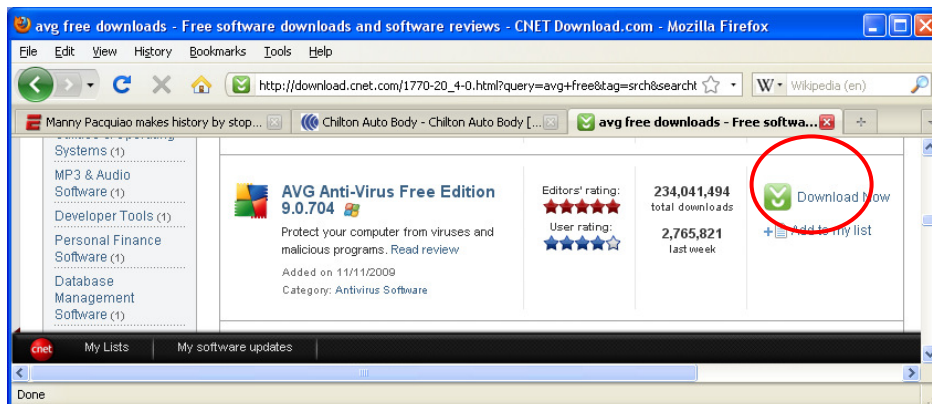 avg free downloads - Free software downloads and software reviews - CNET Download.com - Mozilla Firefox
File Edit View History Bookmarks Tools Help
http://download.cnet.com/1770-20_4-0.html?query=avg+free&tag=srch&searcht
W Wikipedia (en)
Manny Pacquiao makes history by stop...
Chilton Auto Body - Chilton Auto Body [...
avg free downloads - Free softwa...
Systems (1)
MP3 & Audio
Software (1)
Developer Tools (1)
Personal Finance
Software (1)
Database
Management
Software (1)
AVG Anti-Virus Free Edition
9.0.704
Protect your computer from viruses and
malicious programs. Read review
Added on 11/11/2009
Category: Antivirus Software
Editors' rating:
User rating:
234,041,494
total downloads
2,765,821
last week
Download Now
Add to my list
cnet My Lists My software updates
Done